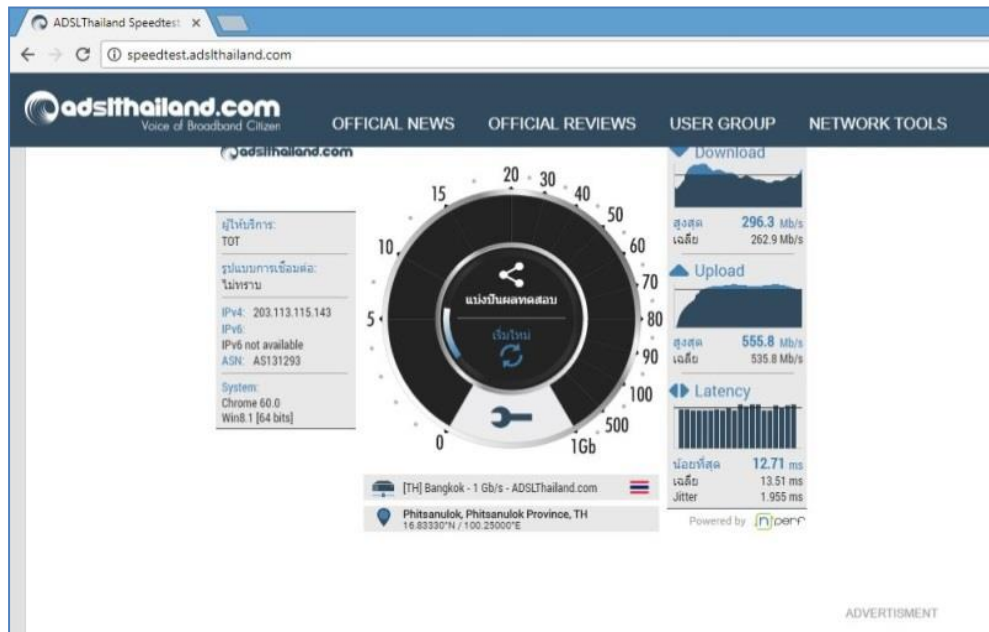 ADSLThailand Speedtest
speedtest.adslthailand.com
adslthailand.com
Voice of Broadband Citizen
OFFICIAL NEWS OFFICIAL REVIEWS USER GROUP NETWORK TOOLS
adslthailand.com
ผู้ให้บริการ:
TOT
รูปแบบการเชื่อมต่อ:
ไม่ทราบ
IPv4: 203.113.115.143
IPv6:
IPv6 not available
ASN: AS131293
System:
Chrome 60.0
Win8.1 [64 bits]
0
5
10
15
20
30
40
50
60
70
80
90
100
500
1Gb
แบ่งปันผลทดสอบ
เริ่มใหม่
[TH] Bangkok - 1 Gb/s - ADSLThailand.com
Phitsanulok, Phitsanulok Province, TH
16.83330°N / 100.25000°E
Download
สูงสุด 296.3 Mb/s
เฉลี่ย 262.9 Mb/s
Upload
สูงสุด 555.8 Mb/s
เฉลี่ย 535.8 Mb/s
Latency
น้อยที่สุด 12.71 ms
เฉลี่ย 13.51 ms
Jitter 1.955 ms
Powered by nperf
ADVERTISMENT